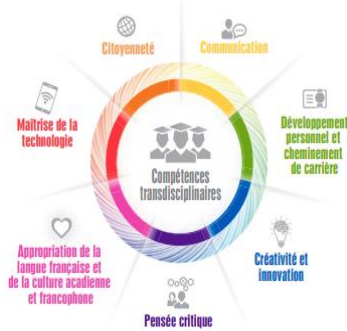 Citoyenneté
Communication
Maîtrise de la
technologie
Développement
personnel et
cheminement
de carrière
Compétences
transdisciplinaires
Appropriation de la
langue française et
de la culture acadienne
et francophone
Créativité et
innovation
Pensée critique